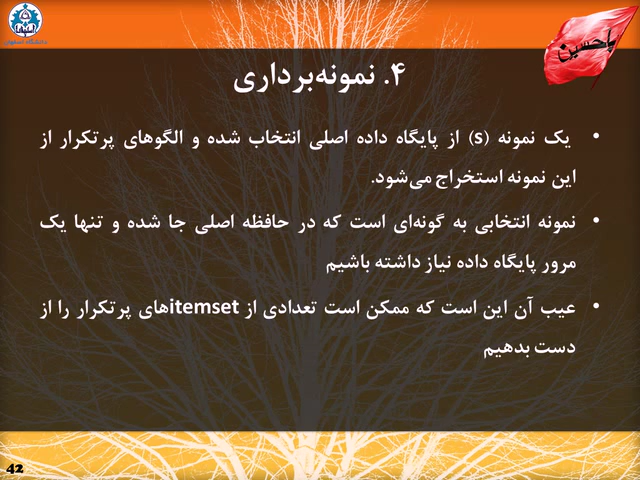 دانشگاه اصفهان
یاحسین
۴. نمونه‌برداری
• یک نمونه (s) از پایگاه داده اصلی انتخاب شده و الگوهای پرتکرار از
این نمونه استخراج می‌شود.
• نمونه انتخابی به گونه‌ای است که در حافظه اصلی جا شده و تنها یک
مرور پایگاه داده نیاز داشته باشیم
• عیب آن این است که ممکن است تعدادی از itemsetهای پرتکرار را از
دست بدهیم
42